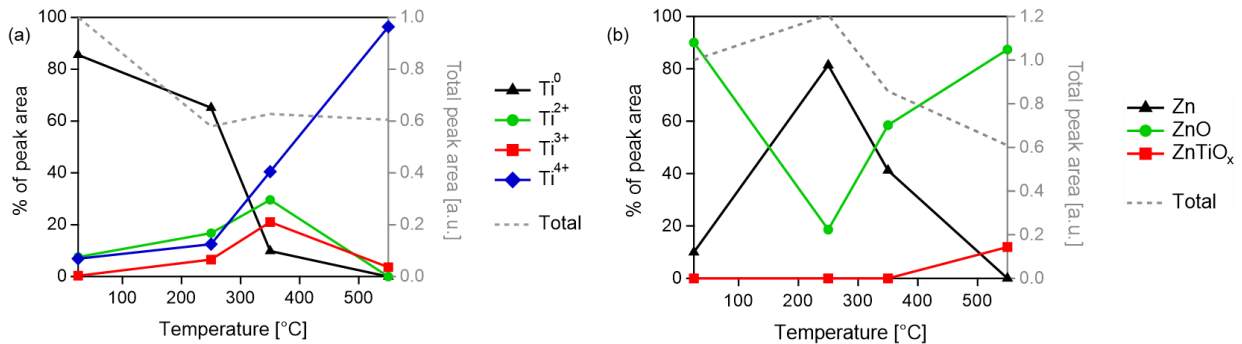 (a)
% of peak area
100
80
60
40
20
0
100
200
300
400
500
Temperature [°C]
1.0
0.8
0.6
0.4
0.2
0.0
Total peak area [a.u.]
Ti⁰
Ti²⁺
Ti³⁺
Ti⁴⁺
Total
(b)
% of peak area
100
80
60
40
20
0
100
200
300
400
500
Temperature [°C]
1.2
1.0
0.8
0.6
0.4
0.2
0.0
Total peak area [a.u.]
Zn
ZnO
ZnTiOₓ
Total